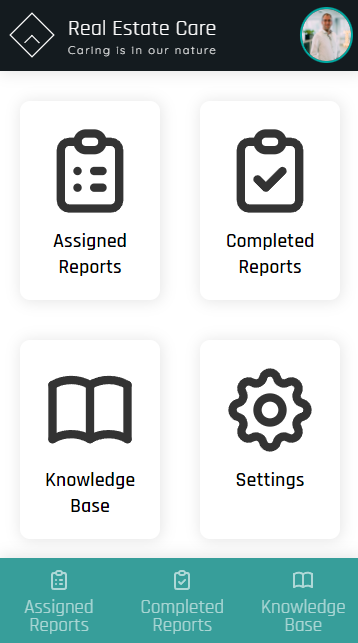 Real Estate Care
Caring is in our nature
Assigned
Reports
Completed
Reports
Knowledge
Base
Settings
Assigned
Reports
Completed
Reports
Knowledge
Base